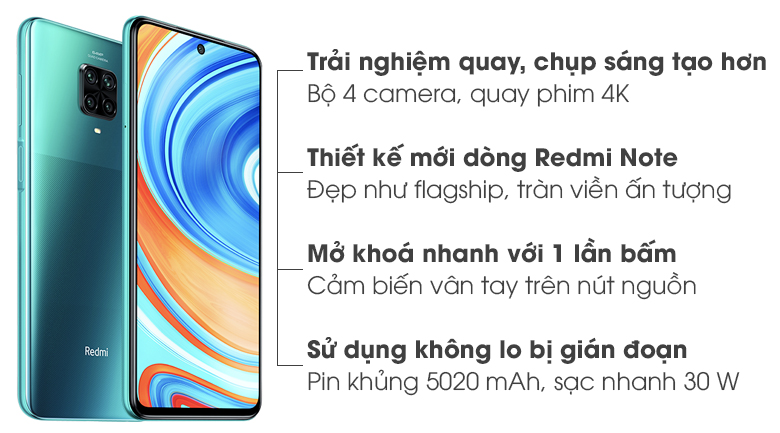 Trải nghiệm quay, chụp sáng tạo hơn
Bộ 4 camera, quay phim 4K
Thiết kế mới dòng Redmi Note
Đẹp như flagship, tràn viền ấn tượng
Mở khoá nhanh với 1 lần bấm
Cảm biến vân tay trên nút nguồn
Sử dụng không lo bị gián đoạn
Pin khủng 5020 mAh, sạc nhanh 30 W
Redmi